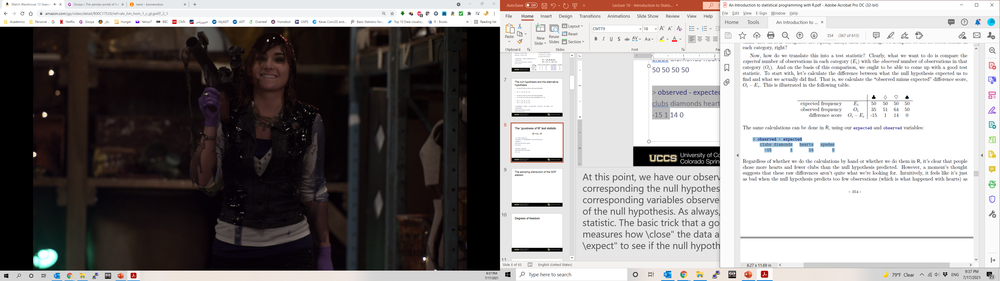 Watch Warehouse 13 Season
Gooya :: The persian portal of Ira
news - boxnewsbox
amazon.com/gp/video/detail/B00C175J3I/ref=atv_hm_hom_1_c_gLgwEF_2_1
Academics Personal Netflix Gooya دلار Hunger Yahoo7 BBC CNN خبرورزشی MyADT ADT Overleaf Homebot USPS Keras Conv2D and... Basic Statistics for... Top 10 Data visualiz... R - Books » Reading list
9:37 PM
7/17/2021
AutoSave Off
Lecture 10 - Introduction to Statis...
File Home Insert Design Transitions Animations Slide Show Review View Help
Paste
New Slide
Reuse Slides
Layout
Reset
Section
CMTT9 18
Clipboard Slides Font
7
The null hypothesis and the alternative
hypothesis
8
The "goodness of fit" test statistic
9
The sampling distribution of the GOF
statistic
10
Degrees of freedom
11
50 50 50 50
> observed - expected
clubs diamonds heart
-15 1 14 0
UCCS University of Co
Colorado Sprin
At this point, we have our observ
corresponding the null hypothes
corresponding variables observe
of the null hypothesis. As always,
statistic. The basic trick that a go
measures how \close" the data a
\expect" to see if the null hypoth
Slide 8 of 63 English (United States)
Type here to search
An Introduction to statistical programming with R.pdf - Adobe Acrobat Pro DC (32-bit)
File Edit View E-Sign Window Help
Home Tools An Introduction to ... ×
354 (367 of 613)
each category, right?
Now, how do we translate this into a test statistic? Clearly, what we want to do is compare the
expected number of observations in each category (Ei) with the observed number of observations in that
category (Oi). And on the basis of this comparison, we ought to be able to come up with a good test
statistic. To start with, let's calculate the difference between what the null hypothesis expected us to
find and what we actually did find. That is, we calculate the "observed minus expected" difference score,
Oi − Ei. This is illustrated in the following table.
♣ ♢ ♡ ♠
expected frequency Ei 50 50 50 50
observed frequency Oi 35 51 64 50
difference score Oi − Ei -15 1 14 0
The same calculations can be done in R, using our expected and observed variables:
> observed - expected
clubs diamonds hearts spades
-15 1 14 0
Regardless of whether we do the calculations by hand or whether we do them in R, it's clear that people
chose more hearts and fewer clubs than the null hypothesis predicted. However, a moment's thought
suggests that these raw differences aren't quite what we're looking for. Intuitively, it feels like it's just
as bad when the null hypothesis predicts too few observations (which is what happened with hearts) as
- 354 -
8.27 x 11.69 in
79°F Clear ENG
9:37 PM
7/17/2021
23